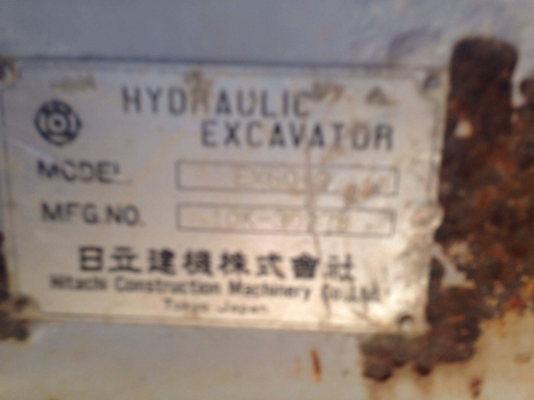 HYDRAULIC
EXCAVATOR
MODEL
MFG.NO.
日立建機株式會社
Hitachi Construction Machinery Co., Ltd.
Tokyo Japan